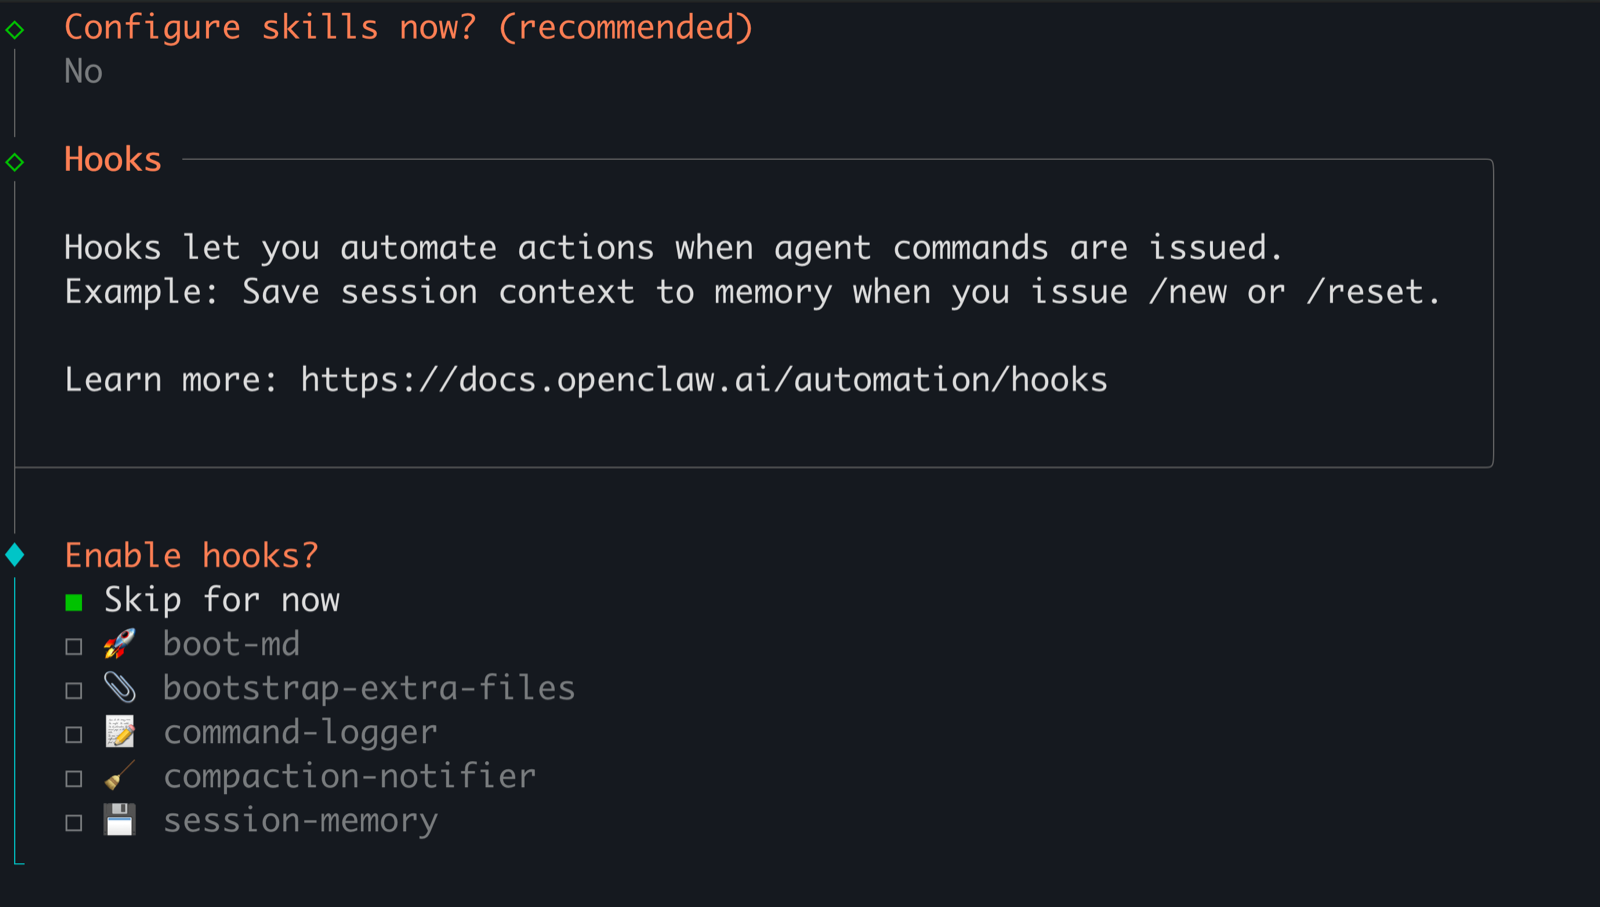 Configure skills now? (recommended)
No
Hooks
Hooks let you automate actions when agent commands are issued.
Example: Save session context to memory when you issue /new or /reset.
Learn more: https://docs.openclaw.ai/automation/hooks
Enable hooks?
Skip for now
boot-md
bootstrap-extra-files
command-logger
compaction-notifier
session-memory